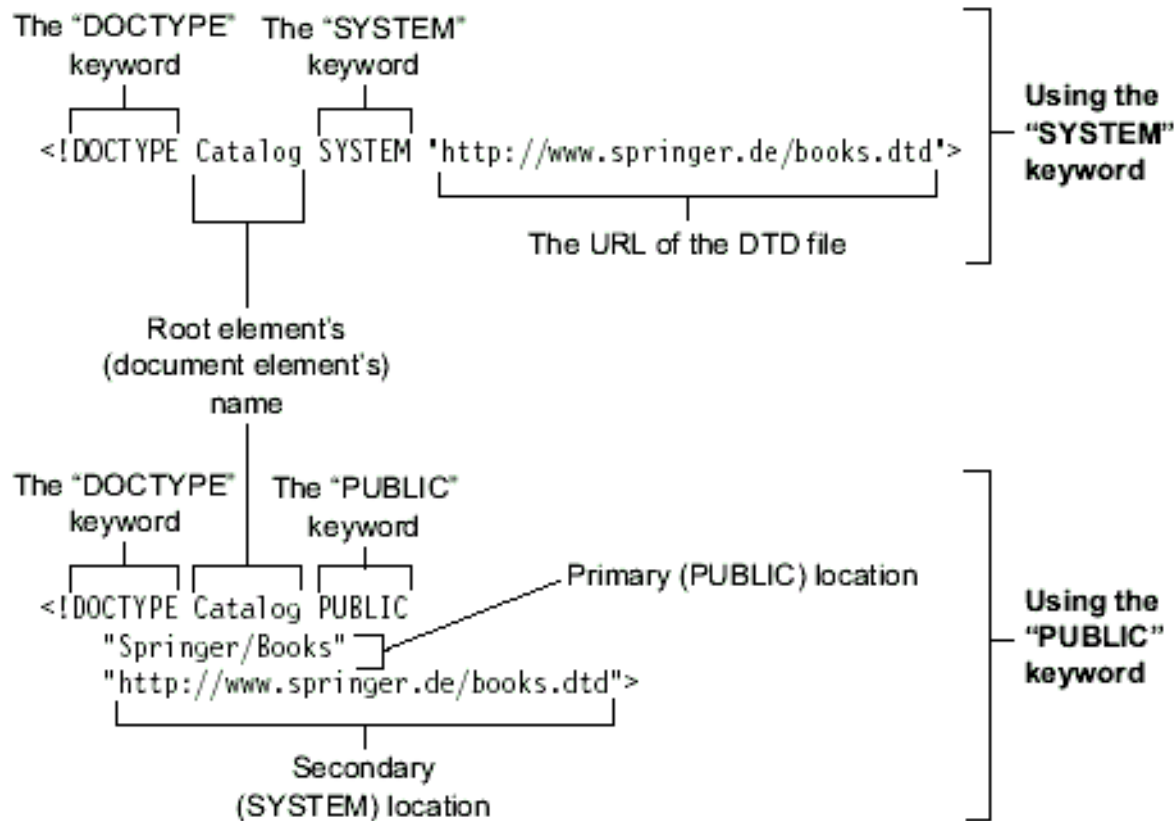 The “DOCTYPE”
keyword
The “SYSTEM”
keyword
<!DOCTYPE Catalog SYSTEM "http://www.springer.de/books.dtd">
Using the
“SYSTEM”
keyword
The URL of the DTD file
Root element's
(document element's)
name
The “DOCTYPE”
keyword
The “PUBLIC”
keyword
Primary (PUBLIC) location
<!DOCTYPE Catalog PUBLIC
"Springer/Books"
"http://www.springer.de/books.dtd">
Using the
“PUBLIC”
keyword
Secondary
(SYSTEM) location